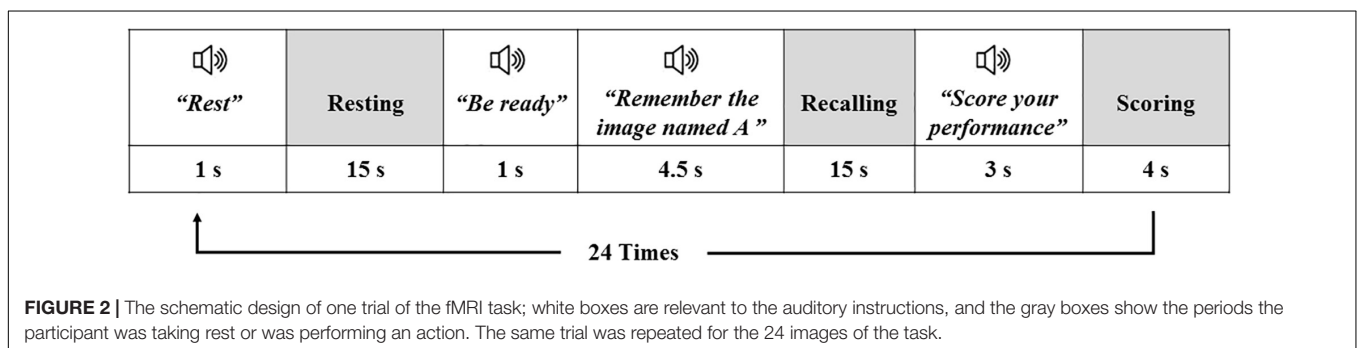 “Rest”
Resting
“Be ready”
“Remember the
image named A”
Recalling
“Score your
performance”
Scoring
1 s
15 s
1 s
4.5 s
15 s
3 s
4 s
24 Times
FIGURE 2 | The schematic design of one trial of the fMRI task; white boxes are relevant to the auditory instructions, and the gray boxes show the periods the
participant was taking rest or was performing an action. The same trial was repeated for the 24 images of the task.